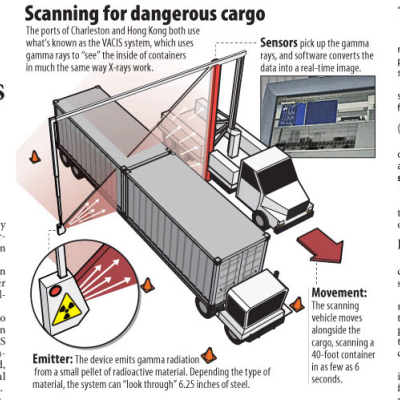 Scanning for dangerous cargo
The ports of Charleston and Hong Kong both use
what's known as the VACIS system, which uses
gamma rays to "see" the inside of containers
in much the same way X-rays work.
Sensors pick up the gamma
rays, and software converts the
data into a real-time image.
Movement:
The scanning
vehicle moves
alongside the
cargo, scanning a
40-foot container
in as few as 6
seconds.
Emitter: The device emits gamma radiation
from a small pellet of radioactive material. Depending the type of
material, the system can "look through" 6.25 inches of steel.